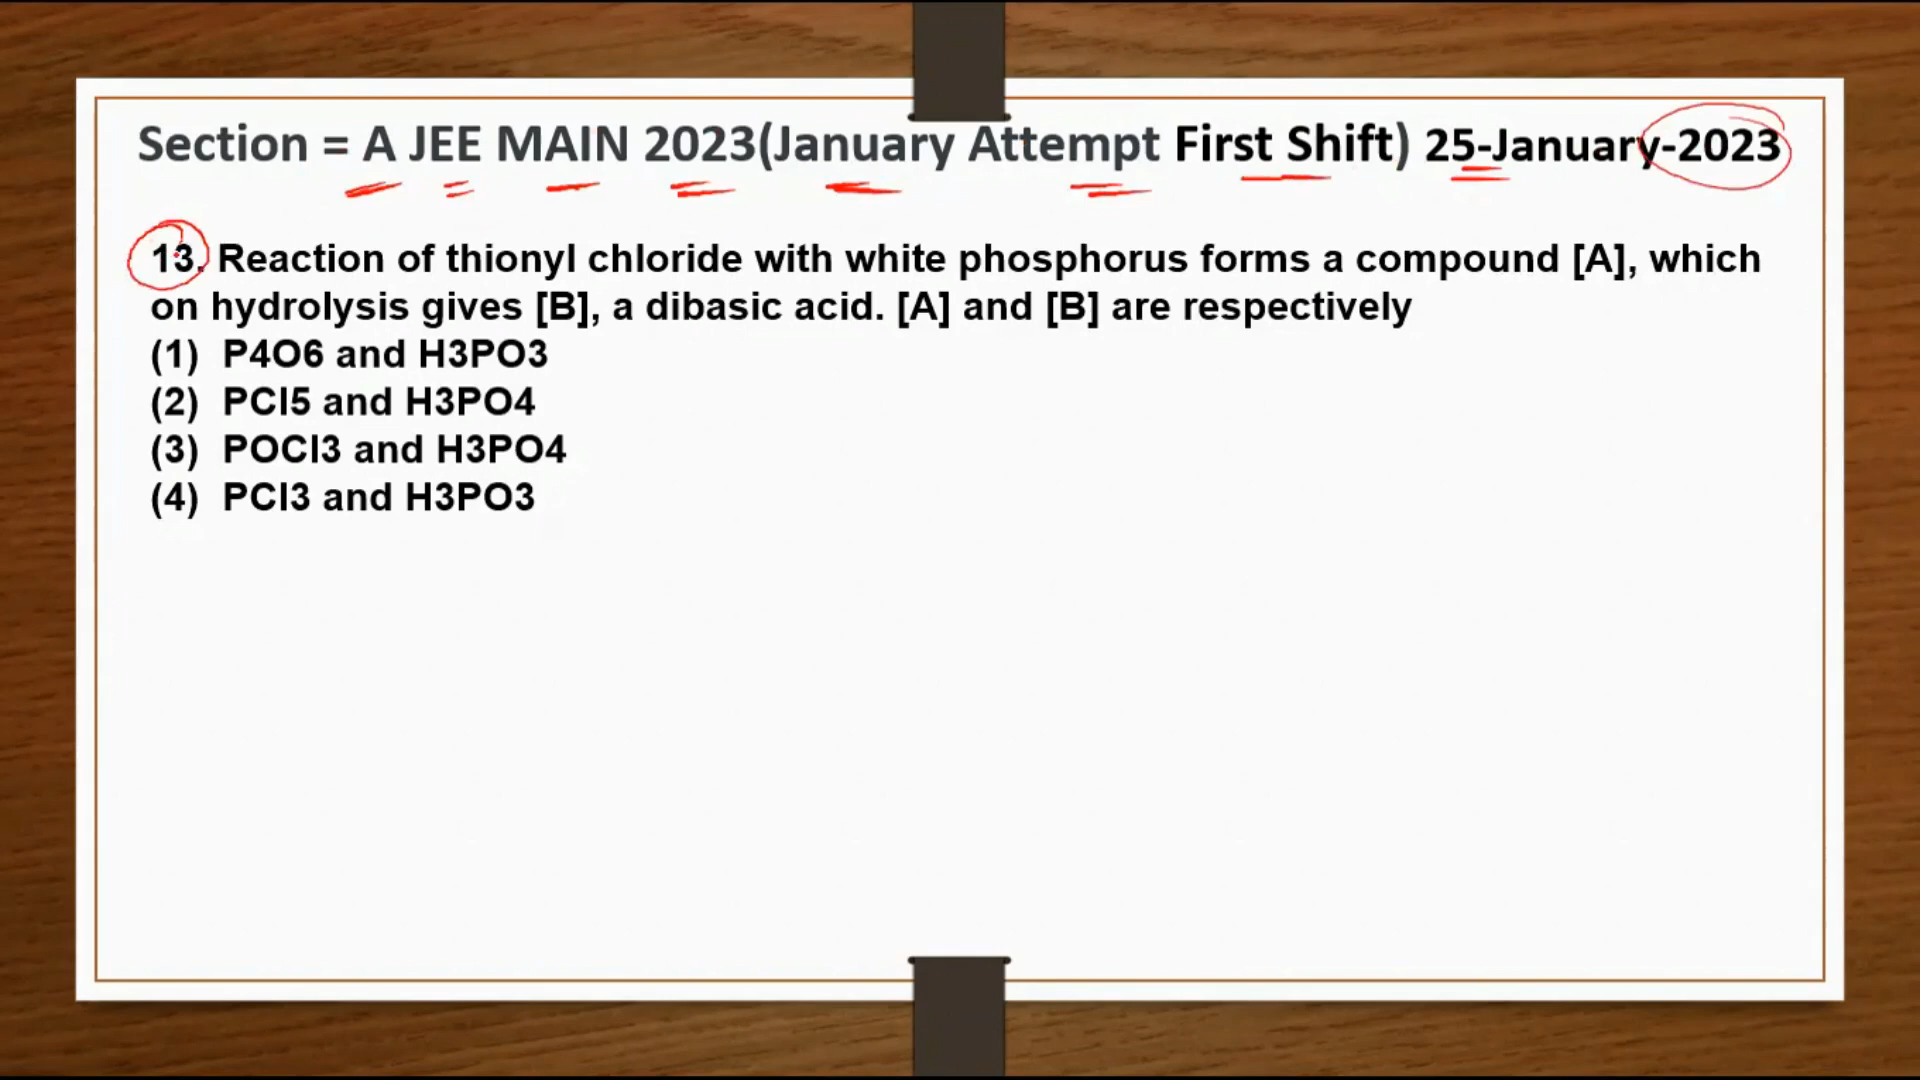 Section = A JEE MAIN 2023(January Attempt First Shift) 25-January-2023
13. Reaction of thionyl chloride with white phosphorus forms a compound [A], which
on hydrolysis gives [B], a dibasic acid. [A] and [B] are respectively
(1) P4O6 and H3PO3
(2) PCl5 and H3PO4
(3) POCl3 and H3PO4
(4) PCl3 and H3PO3